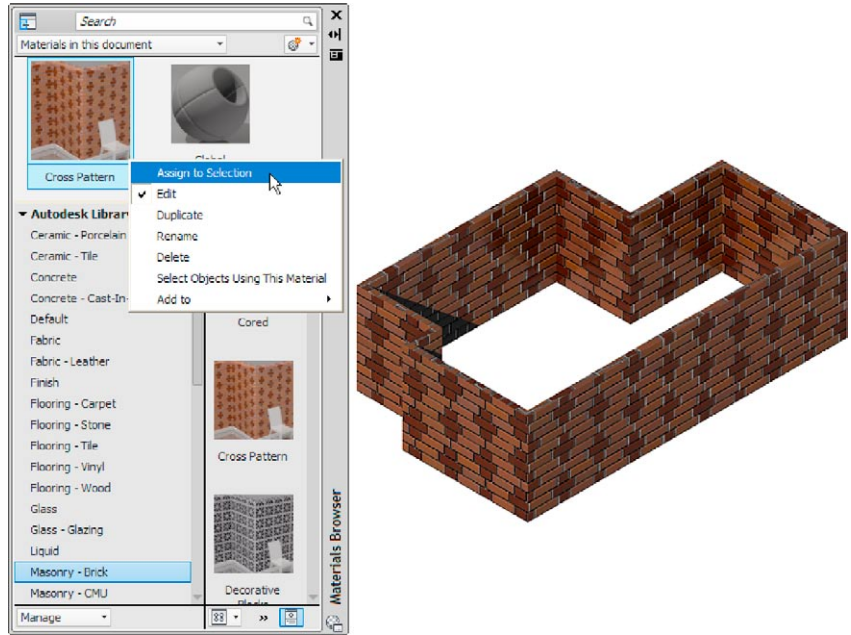 Search
Materials in this document
Cross Pattern
Assign to Selection
Edit
Duplicate
Rename
Delete
Select Objects Using This Material
Add to
Autodesk
Ceramic - Porcelain
Ceramic - Tile
Concrete
Concrete - Cast-In-
Default
Fabric
Fabric - Leather
Finish
Flooring - Carpet
Flooring - Stone
Flooring - Tile
Flooring - Vinyl
Flooring - Wood
Glass
Glass - Glazing
Liquid
Masonry - Brick
Masonry - CMU
Cored
Cross Pattern
Decorative
Manage
Materials Browser